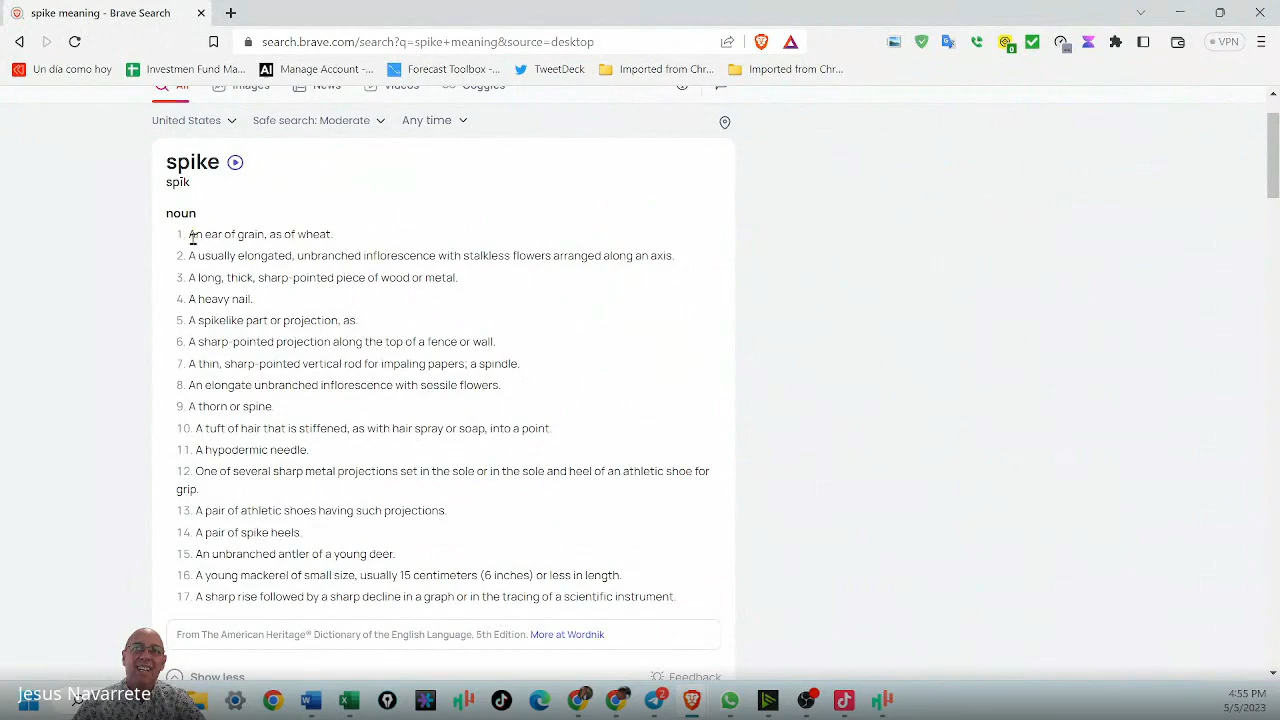 spike meaning - Brave Search
search.brave.com/search?q=spike+meaning&source=desktop
VPN
Un día como hoy
Investmen Fund Ma...
Manage Account -...
Forecast Toolbar -...
Tweetheck
Imported from Chr...
Imported from Chr...
All Images News Videos Goggles
United States Safe search: Moderate Any time
spike
spīk
noun
1. An ear of grain, as of wheat.
2. A usually elongated, unbranched inflorescence with stalkless flowers arranged along an axis.
3. A long, thick, sharp-pointed piece of wood or metal.
4. A heavy nail.
5. A spikelike part or projection, as.
6. A sharp-pointed projection along the top of a fence or wall.
7. A thin, sharp-pointed vertical rod for impaling papers; a spindle.
8. An elongate unbranched inflorescence with sessile flowers.
9. A thorn or spine.
10. A tuft of hair that is stiffened, as with hair spray or soap, into a point.
11. A hypodermic needle.
12. One of several sharp metal projections set in the sole or in the sole and heel of an athletic shoe for
grip.
13. A pair of athletic shoes having such projections.
14. A pair of spike heels.
15. An unbranched antler of a young deer.
16. A young mackerel of small size, usually 15 centimeters (6 inches) or less in length.
17. A sharp rise followed by a sharp decline in a graph or in the tracing of a scientific instrument.
From The American Heritage® Dictionary of the English Language, 5th Edition. More at Wordnik
Show less
Feedback
Jesus Navarrete
4:55 PM
5/5/2023